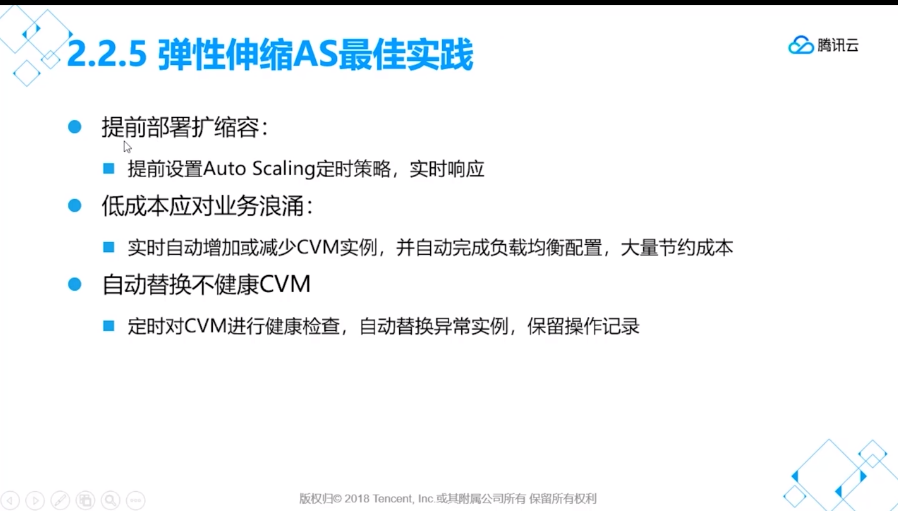 2.2.5 弹性伸缩AS最佳实践
腾讯云
提前部署扩缩容：
提前设置Auto Scaling定时策略，实时响应
低成本应对业务浪涌：
实时自动增加或减少CVM实例，并自动完成负载均衡配置，大量节约成本
自动替换不健康CVM
定时对CVM进行健康检查，自动替换异常实例，保留操作记录
版权归© 2018 Tencent, Inc.或其附属公司所有 保留所有权利